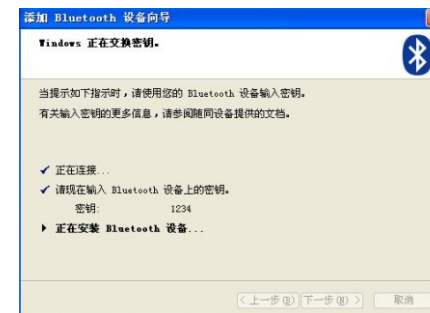 添加 Bluetooth 设备向导
Windows 正在交换密钥。
当提示如下指示时，请使用您的 Bluetooth 设备输入密钥。
有关输入密钥的更多信息，请参阅随同设备提供的文档。
✓ 正在连接...
✓ 请现在输入 Bluetooth 设备上的密钥。
密钥: 1234
▶ 正在安装 Bluetooth 设备...
< 上一步(B) 下一步(N) > 取消